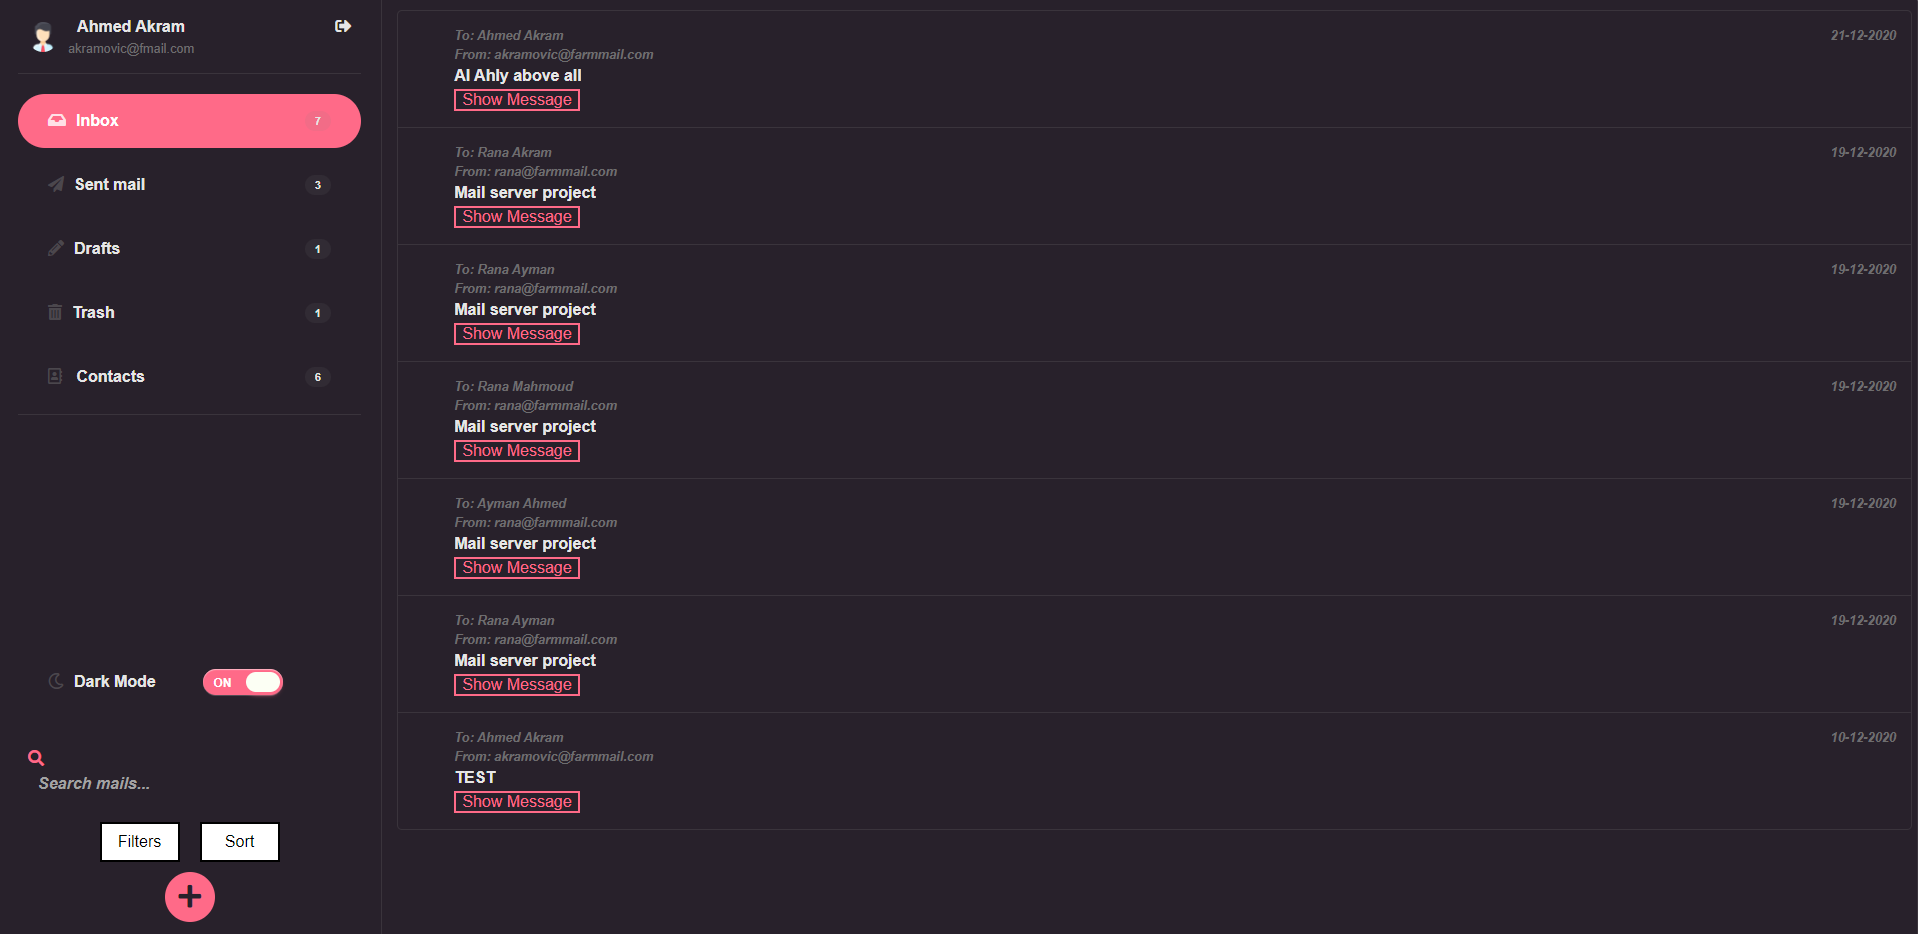 Ahmed Akram
akramovic@fmail.com
Inbox 7
Sent mail 3
Drafts 1
Trash 1
Contacts 6
Dark Mode ON
Search mails...
Filters Sort
To: Ahmed Akram 21-12-2020
From: akramovic@farmmail.com
Al Ahly above all
Show Message
To: Rana Akram 19-12-2020
From: rana@farmmail.com
Mail server project
Show Message
To: Rana Ayman 19-12-2020
From: rana@farmmail.com
Mail server project
Show Message
To: Rana Mahmoud 19-12-2020
From: rana@farmmail.com
Mail server project
Show Message
To: Ayman Ahmed 19-12-2020
From: rana@farmmail.com
Mail server project
Show Message
To: Rana Ayman 19-12-2020
From: rana@farmmail.com
Mail server project
Show Message
To: Ahmed Akram 10-12-2020
From: akramovic@farmmail.com
TEST
Show Message